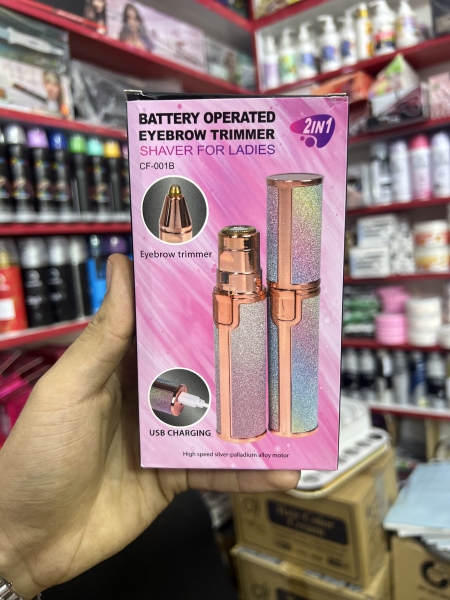 BATTERY OPERATED
EYEBROW TRIMMER
SHAVER FOR LADIES
CF-001B
2IN1
Eyebrow trimmer
USB CHARGING
High speed silver-palladium alloy motor